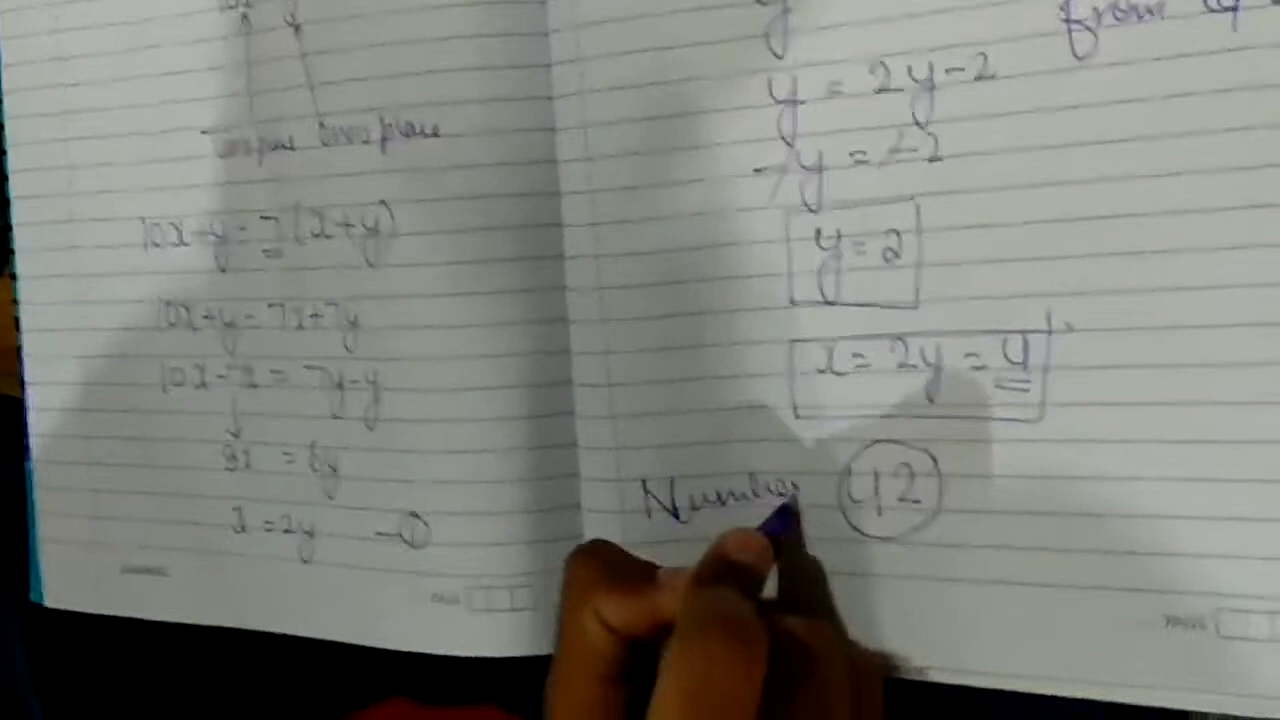 10x+y=7(x+y)
10x+y=7x+7y
10x-7x=7y-y
3x = 6y
x=2y —①
y
from
y = 2y-2
-y = -2
y=2
x=2y=4
Number 42